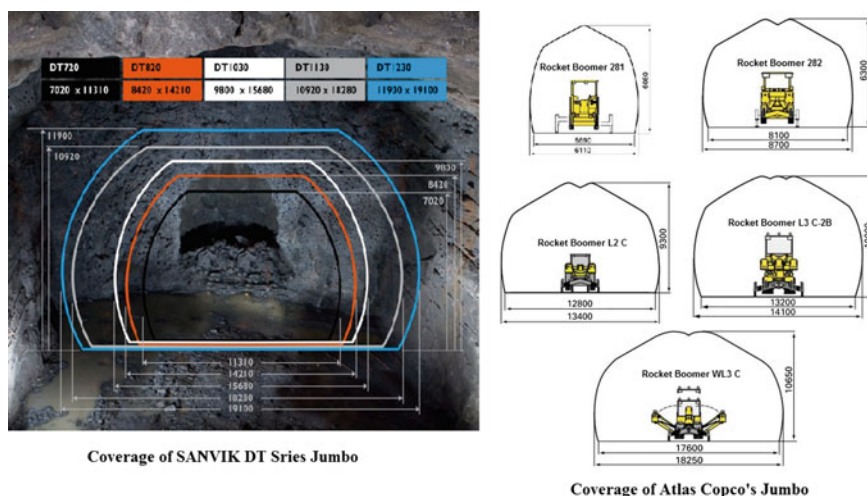 DT720 DT820 DT1030 DT1130 DT1230
7020 x 11310 8420 x 14210 9800 x 15680 10920 x 18280 11930 x 19100
11900
10920
9800
8420
7020
11310
14210
15680
18280
19100
Coverage of SANVIK DT Sries Jumbo
Rocket Boomer 281
6112
Rocket Boomer 282
6300
8100
8700
Rocket Boomer L2 C
9300
12800
13400
Rocket Boomer L3 C-2B
13200
14100
Rocket Boomer WL3 C
10650
17600
18250
Coverage of Atlas Copco's Jumbo